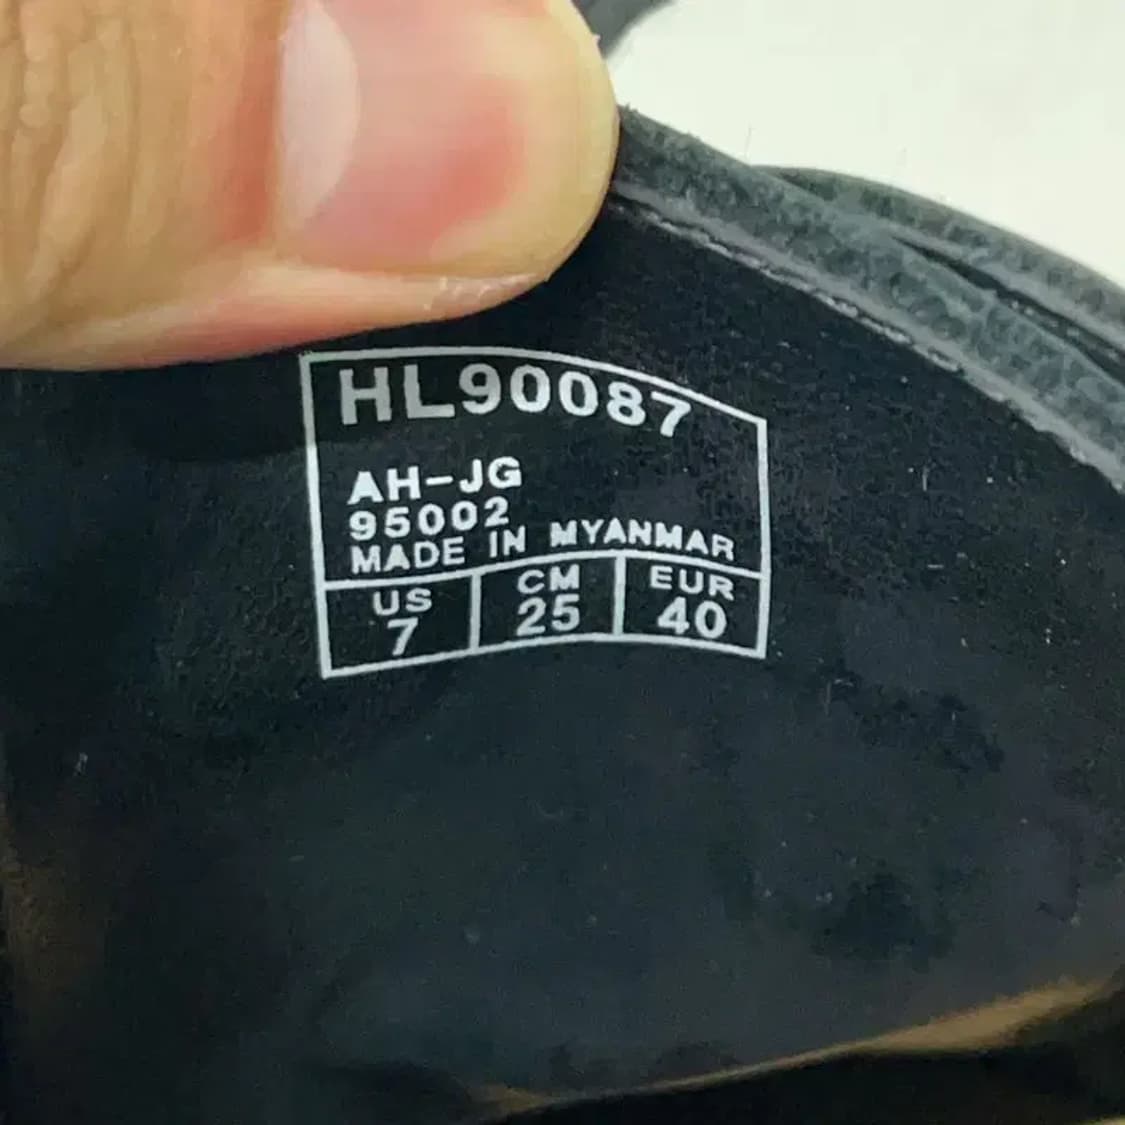 HL90087
AH-JG
95002
MADE IN MYANMAR
US CM EUR
7 25 40